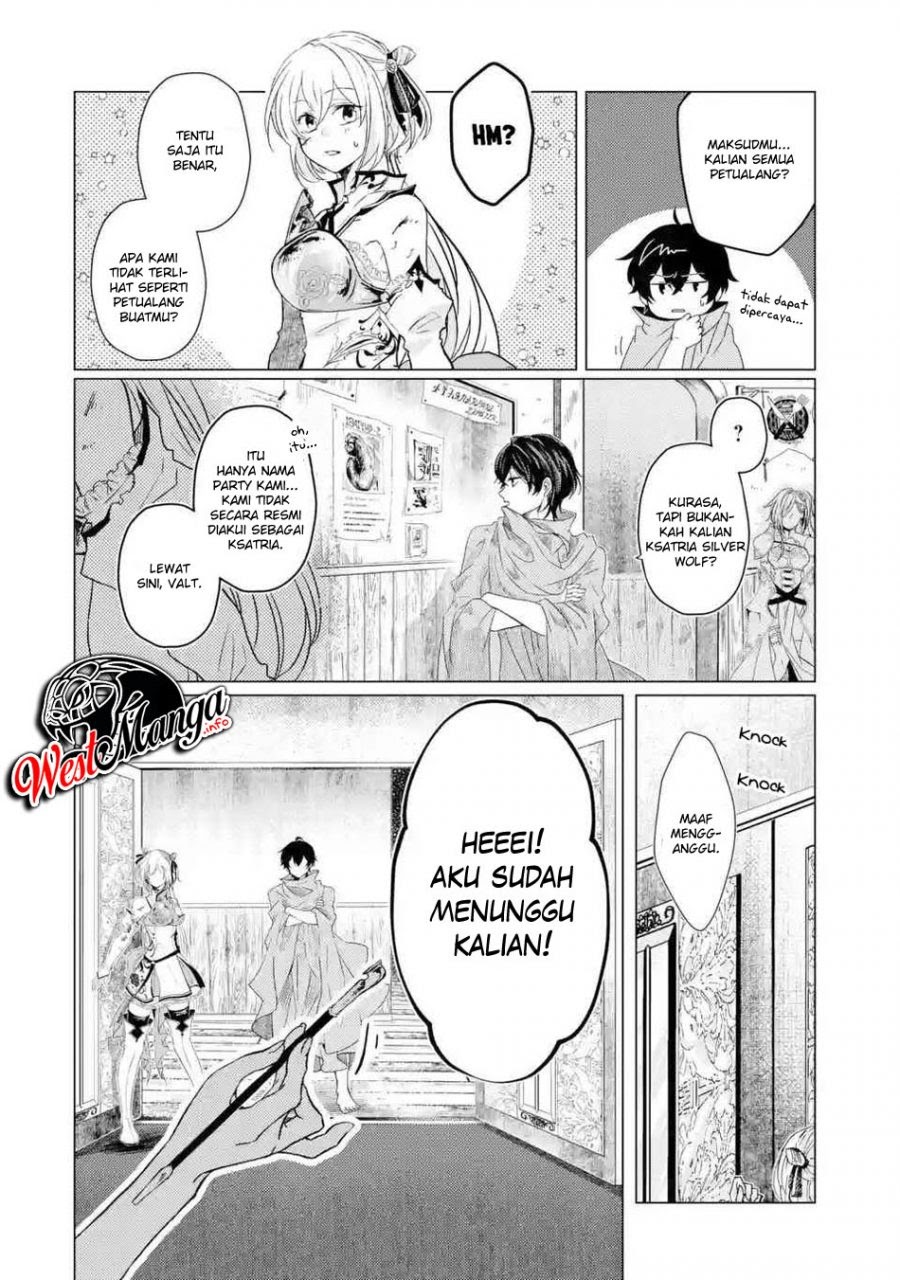 MAKSUDMU...
KALIAN SEMUA
PETUALANG?
tidak dapat
dipercaya...
HM?
TENTU
SAJA ITU
BENAR,
APA KAMI
TIDAK TERLI-
HAT SEPERTI
PETUALANG
BUATMU?
?
KURASA,
TAPI BUKAN-
KAH KALIAN
KSATRIA SILVER
WOLF?
oh,
itu...
ITU
HANYA NAMA
PARTY KAMI...
KAMI TIDAK
SECARA RESMI
DIAKUI SEBAGAI
KSATRIA.
LEWAT
SINI, VALT.
Knock
Knock
MAAF
MENGG-
ANGGU.
HEEEI!
AKU SUDAH
MENUNGGU
KALIAN!
WestManga
.info